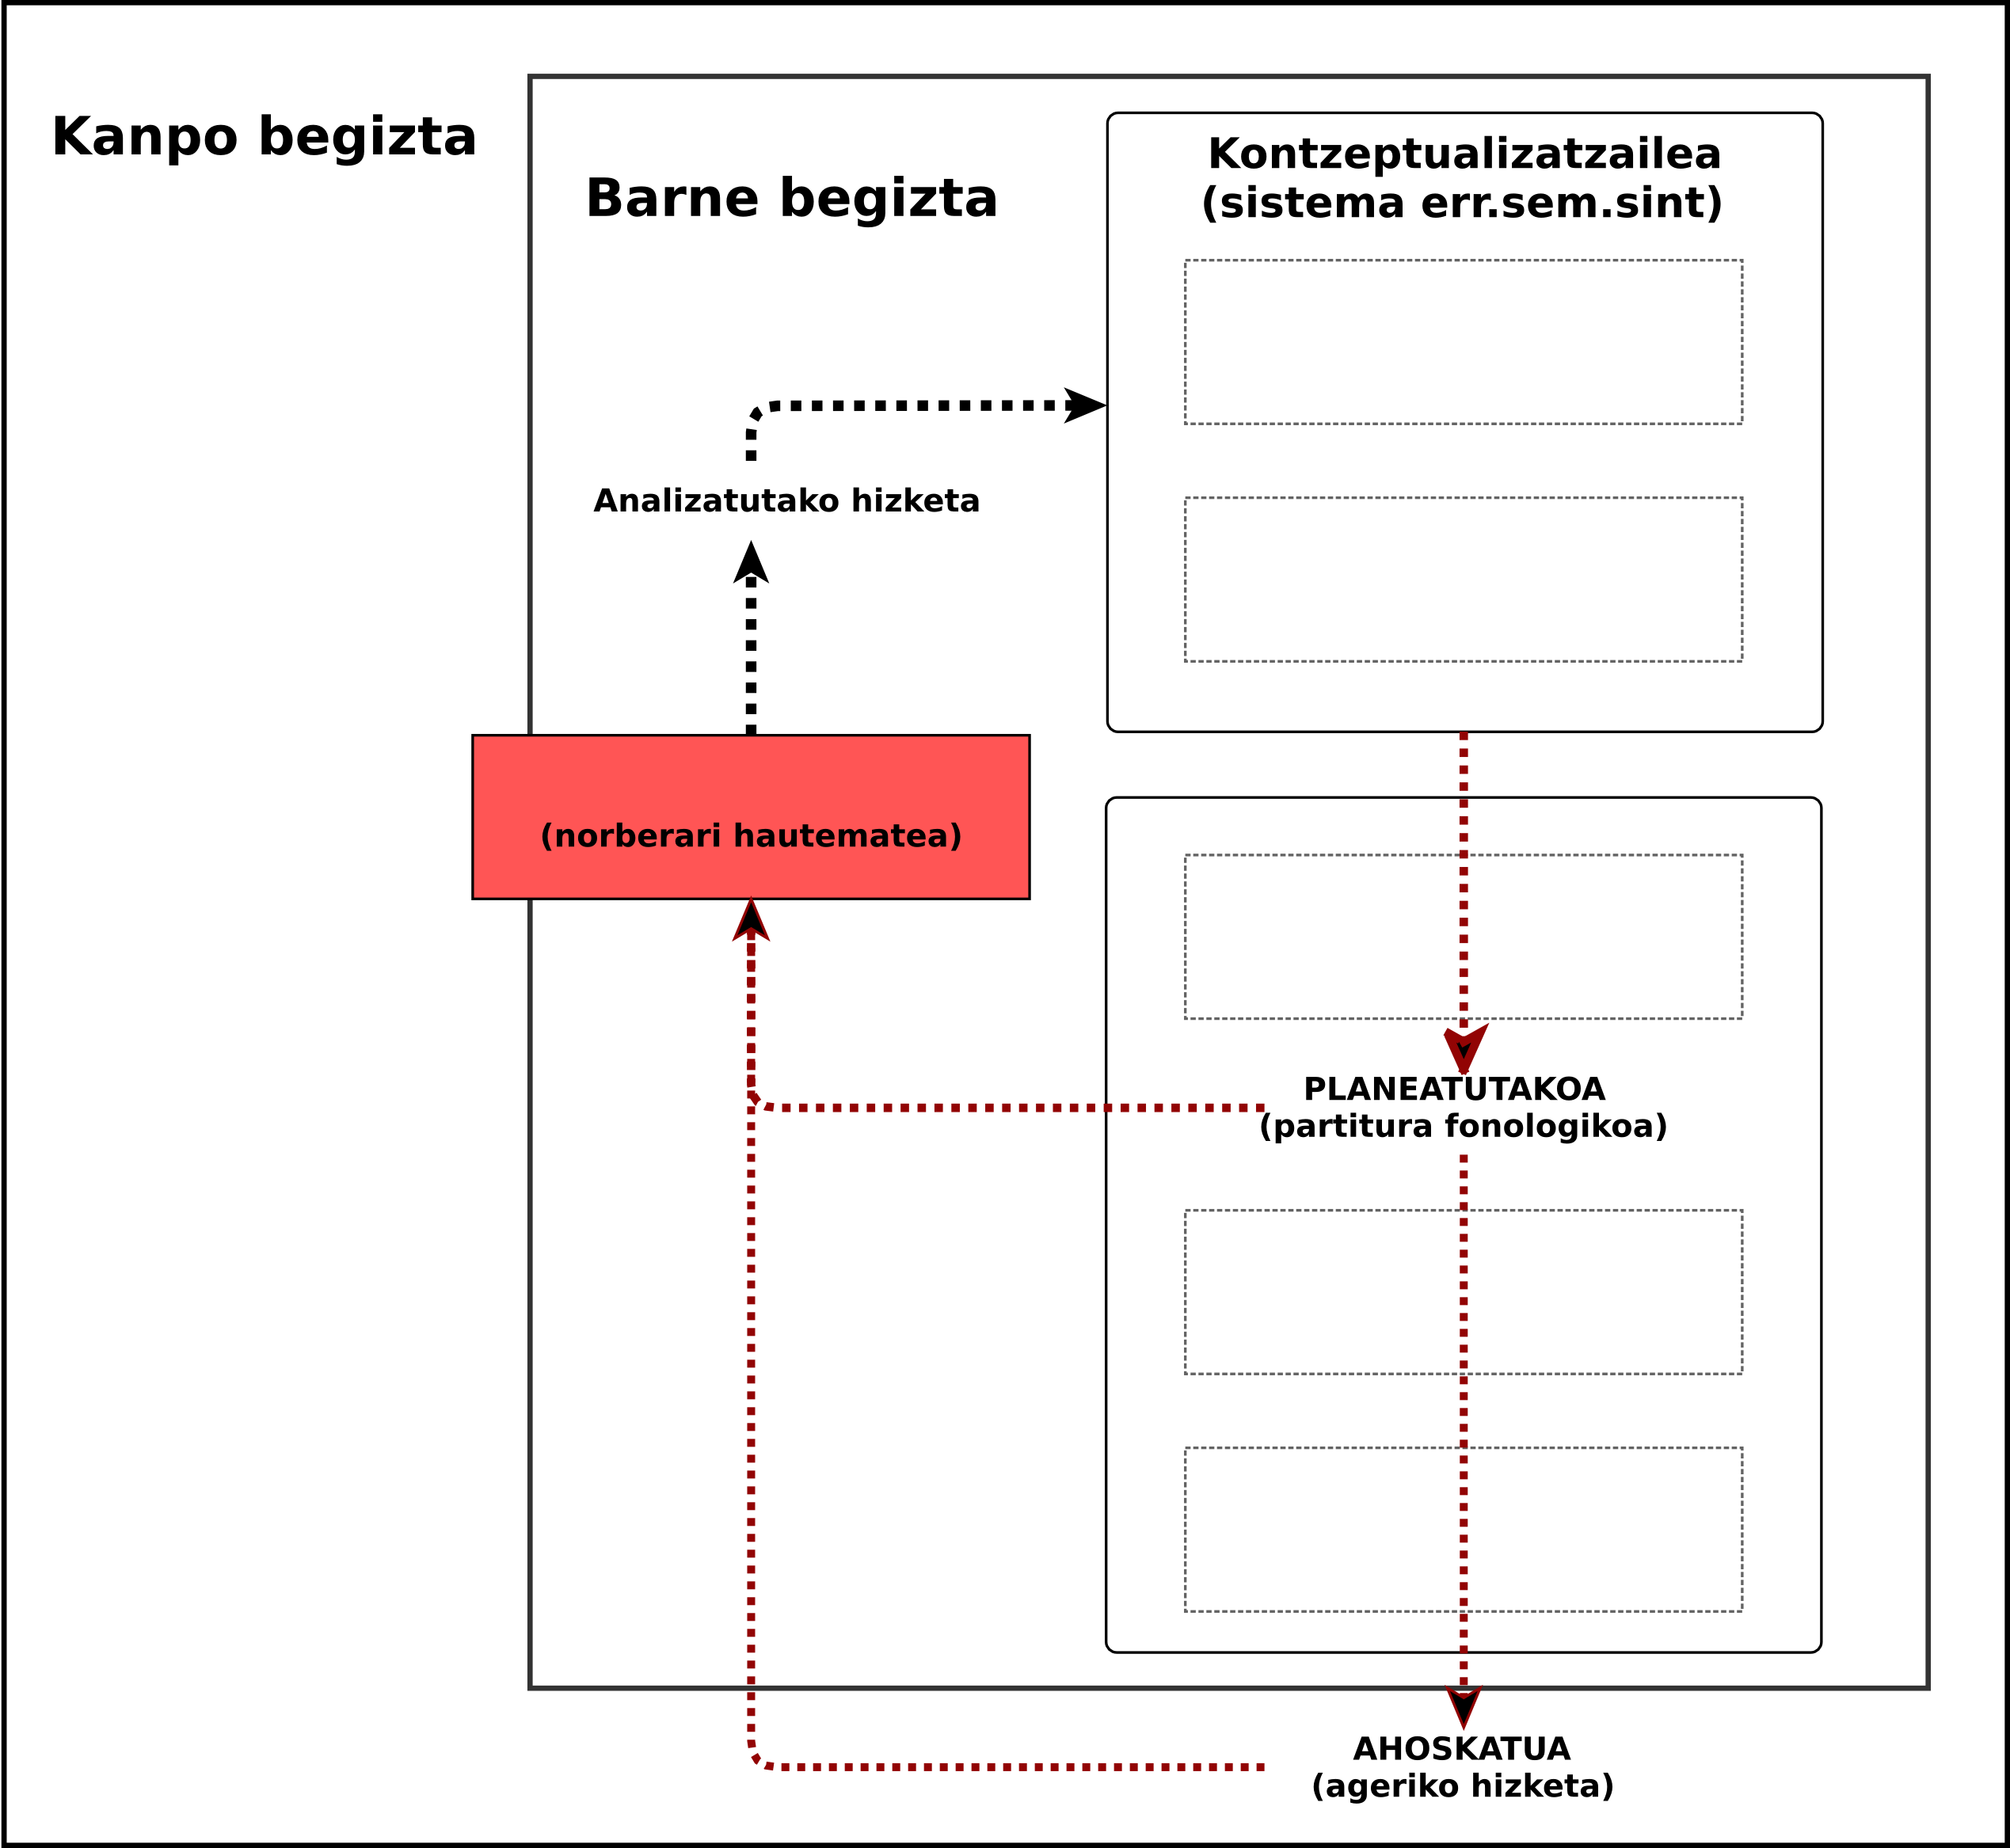 Kanpo begizta
Barne begizta
Kontzeptualizatzailea
(sistema err.sem.sint)
Analizatutako hizketa
(norberari hautematea)
PLANEATUTAKOA
(partitura fonologikoa)
AHOSKATUA
(ageriko hizketa)